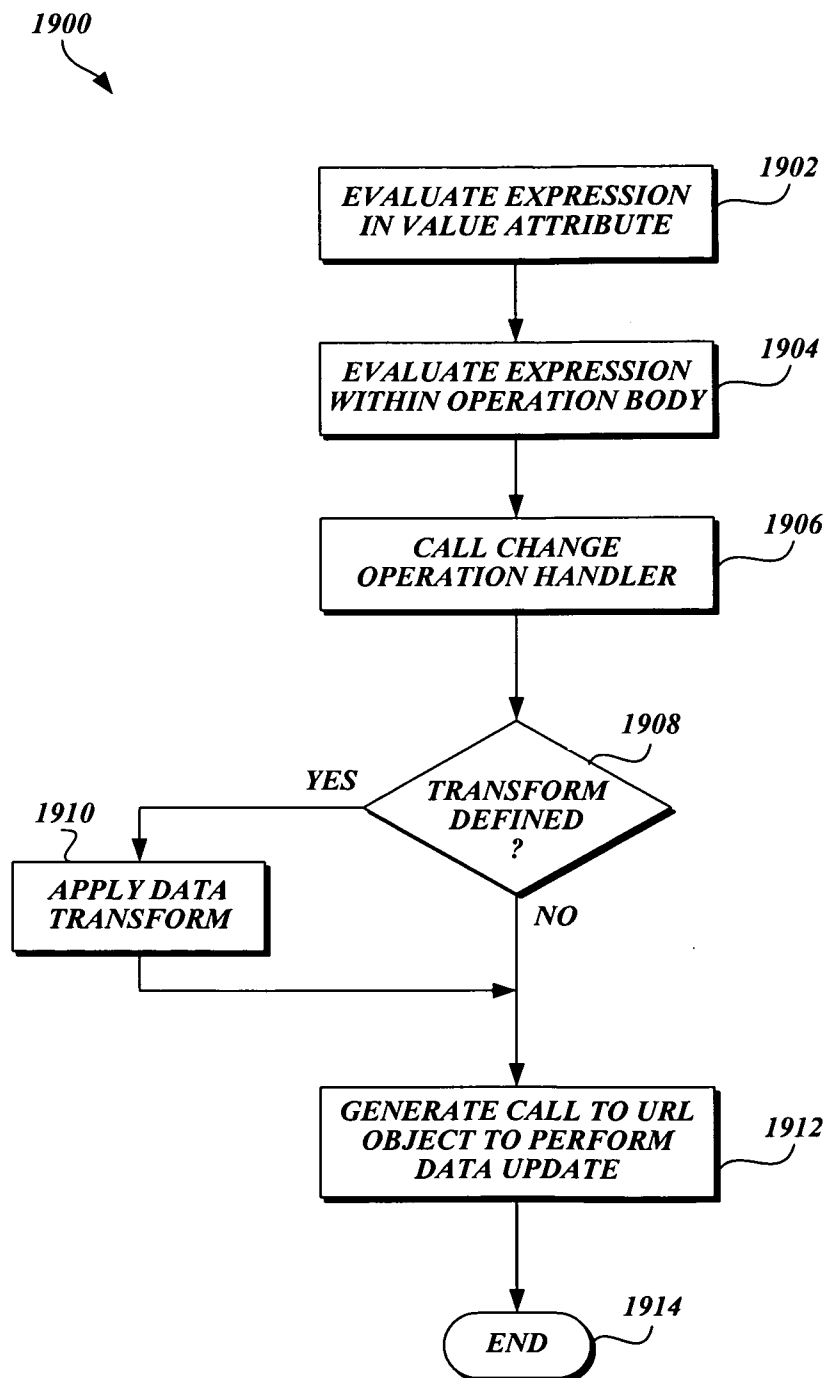 1900
1902
EVALUATE EXPRESSION
IN VALUE ATTRIBUTE
1904
EVALUATE EXPRESSION
WITHIN OPERATION BODY
1906
CALL CHANGE
OPERATION HANDLER
1908
YES
TRANSFORM
DEFINED
?
1910
APPLY DATA
TRANSFORM
NO
GENERATE CALL TO URL
OBJECT TO PERFORM
DATA UPDATE
1912
1914
END